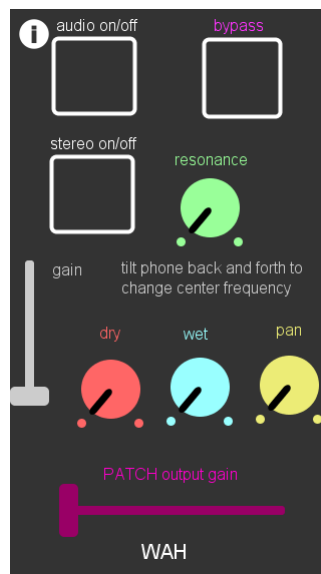 i
audio on/off
bypass
stereo on/off
resonance
gain
tilt phone back and forth to
change center frequency
dry
wet
pan
PATCH output gain
WAH